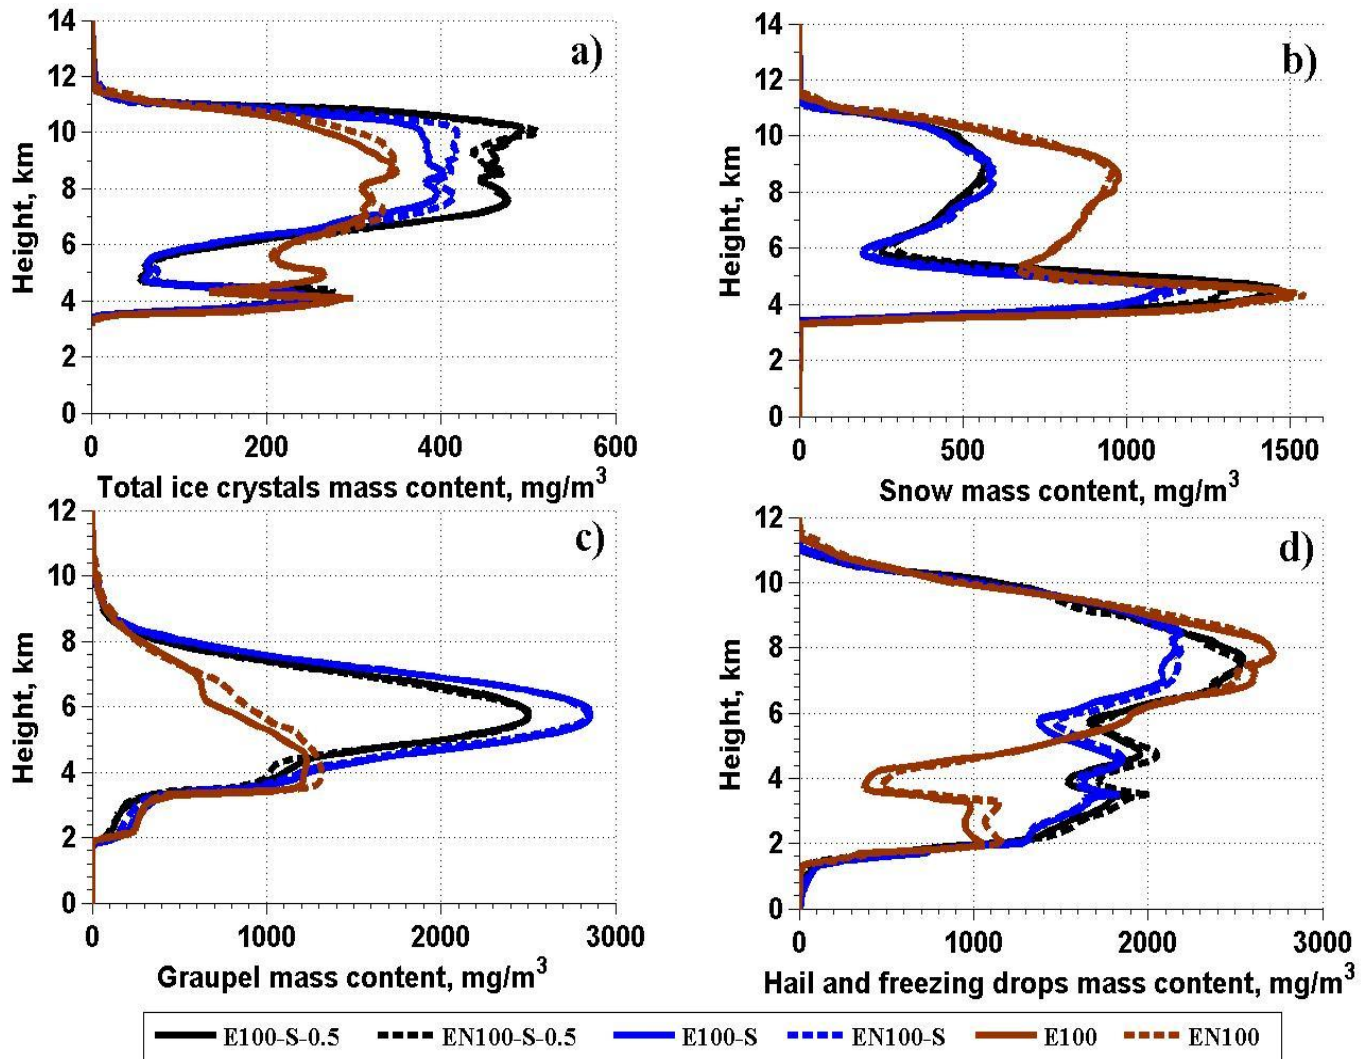 14
12
10
8
6
4
2
0
Height, km
a)
0 200 400 600
Total ice crystals mass content, mg/m³
14
12
10
8
6
4
2
0
Height, km
b)
0 500 1000 1500
Snow mass content, mg/m³
12
10
8
6
4
2
0
Height, km
c)
0 1000 2000 3000
Graupel mass content, mg/m³
12
10
8
6
4
2
0
Height, km
d)
0 1000 2000 3000
Hail and freezing drops mass content, mg/m³
E100-S-0.5 EN100-S-0.5 E100-S EN100-S E100 EN100